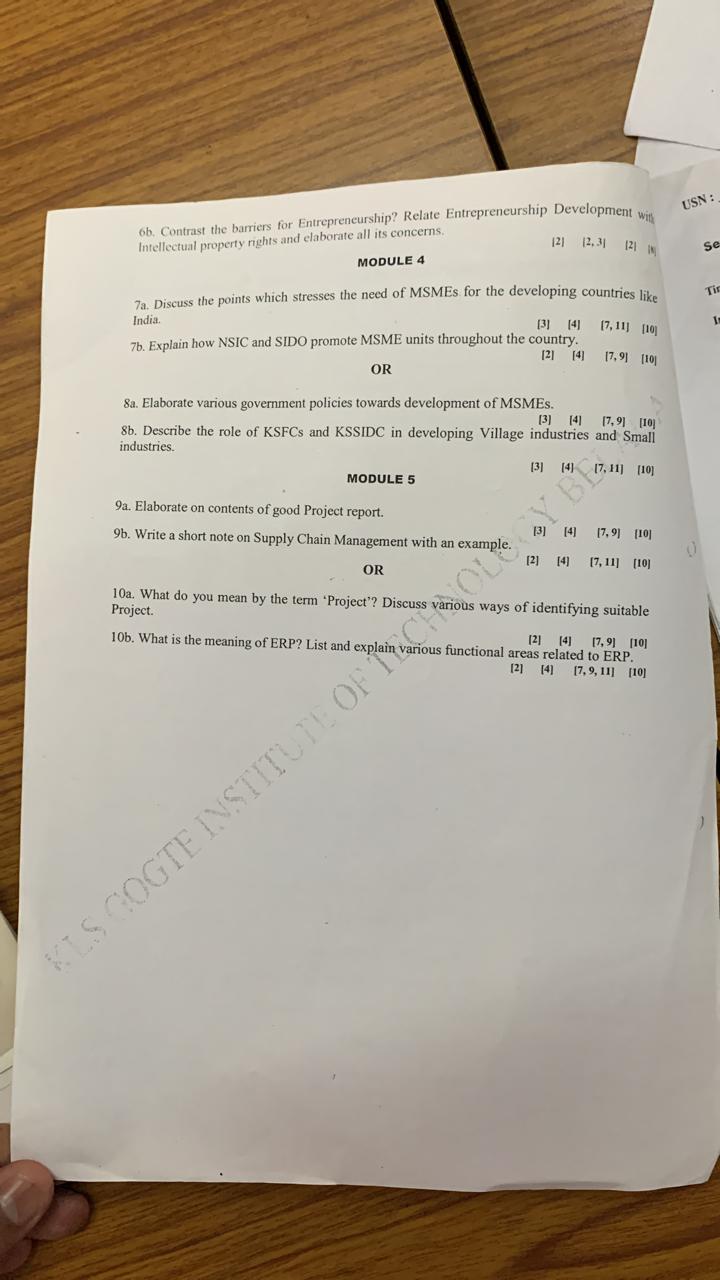 6b. Contrast the barriers for Entrepreneurship? Relate Entrepreneurship Development with
Intellectual property rights and elaborate all its concerns.
[2] [2, 3] [2] [8]
MODULE 4
7a. Discuss the points which stresses the need of MSMEs for the developing countries like
India.
[3] [4] [7, 11] [10]
7b. Explain how NSIC and SIDO promote MSME units throughout the country.
[2] [4] [7, 9] [10]
OR
8a. Elaborate various government policies towards development of MSMEs.
[3] [4] [7, 9] [10]
8b. Describe the role of KSFCs and KSSIDC in developing Village industries and Small
industries.
[3] [4] [7, 11] [10]
MODULE 5
9a. Elaborate on contents of good Project report.
[3] [4] [7, 9] [10]
9b. Write a short note on Supply Chain Management with an example.
[2] [4] [7, 11] [10]
OR
10a. What do you mean by the term ‘Project’? Discuss various ways of identifying suitable
Project.
[2] [4] [7, 9] [10]
10b. What is the meaning of ERP? List and explain various functional areas related to ERP.
[2] [4] [7, 9, 11] [10]
KLS GOGTE INSTITUTE OF TECHNOLOGY
USN :
Se